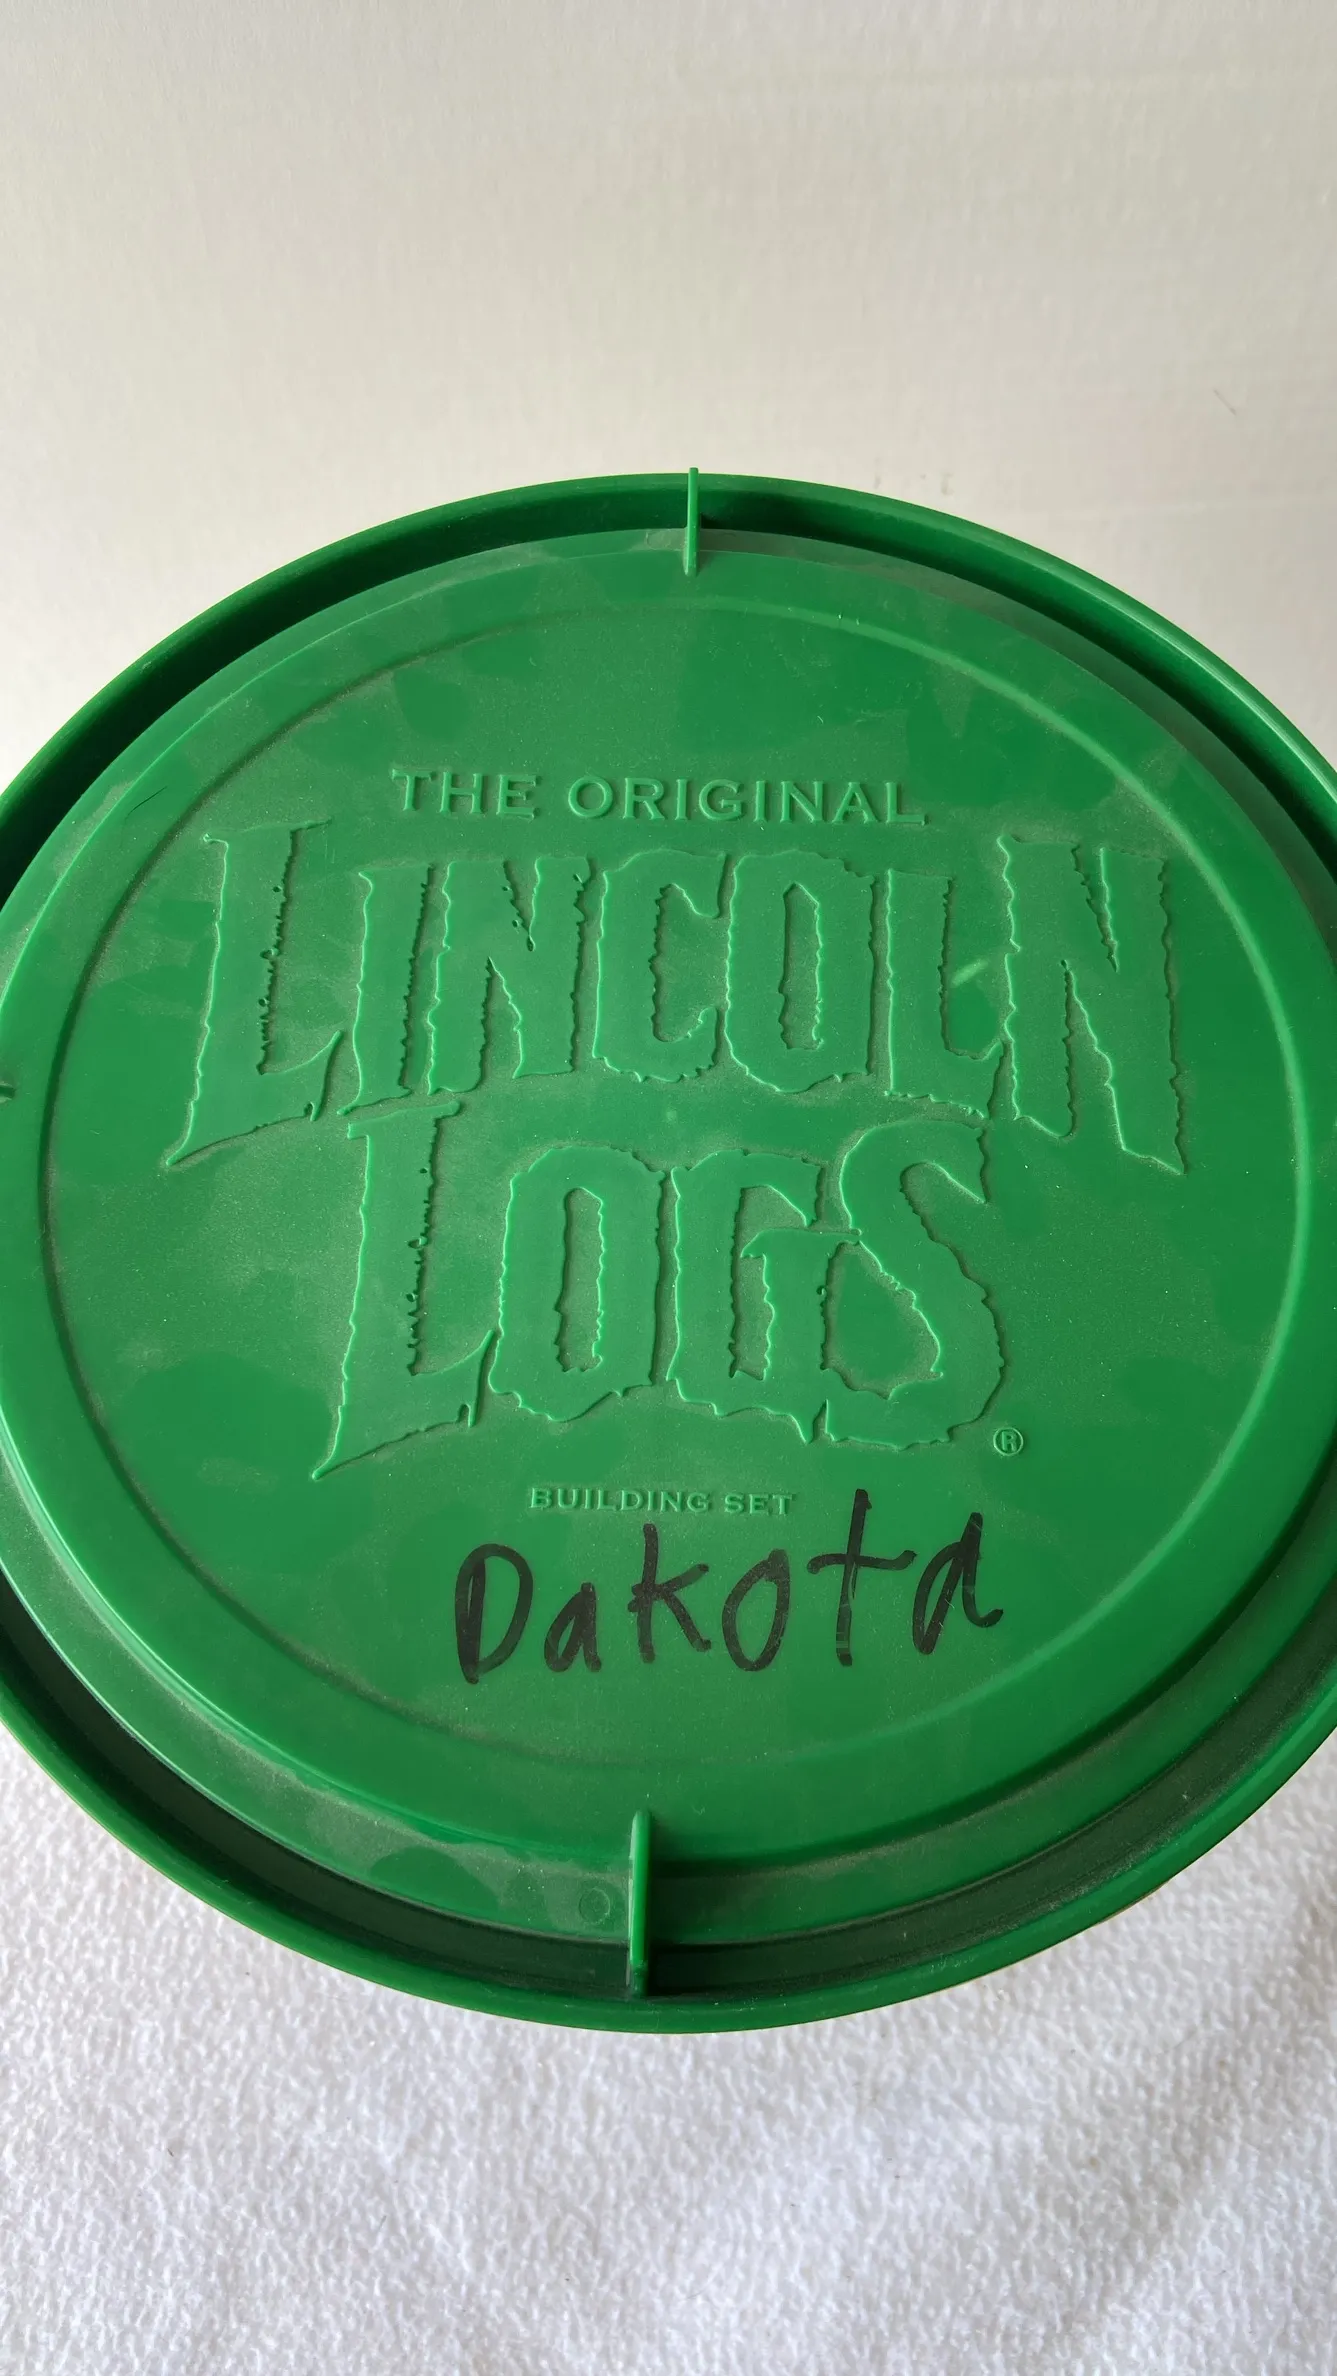 THE ORIGINAL
LINCOLN
LOGS®
BUILDING SET
Dakota